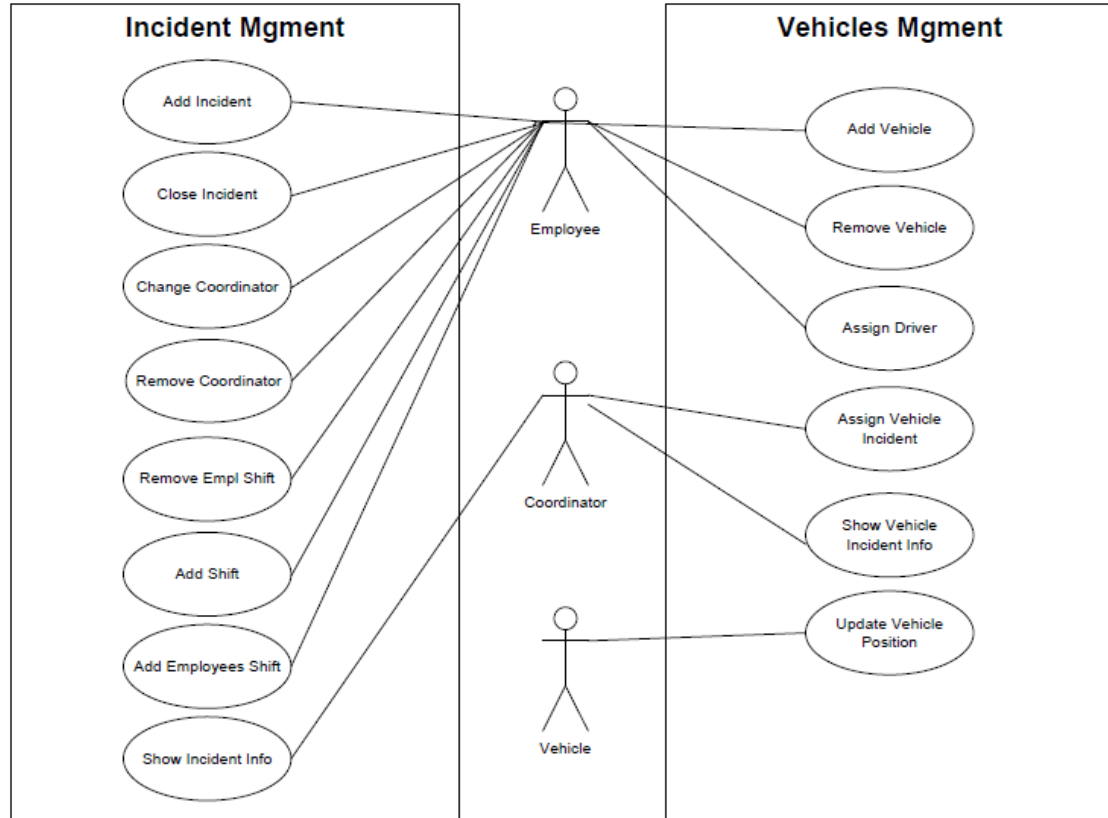 Incident Mgment
Add Incident
Close Incident
Change Coordinator
Remove Coordinator
Remove Empl Shift
Add Shift
Add Employees Shift
Show Incident Info
Employee
Coordinator
Vehicle
Vehicles Mgment
Add Vehicle
Remove Vehicle
Assign Driver
Assign Vehicle
Incident
Show Vehicle
Incident Info
Update Vehicle
Position